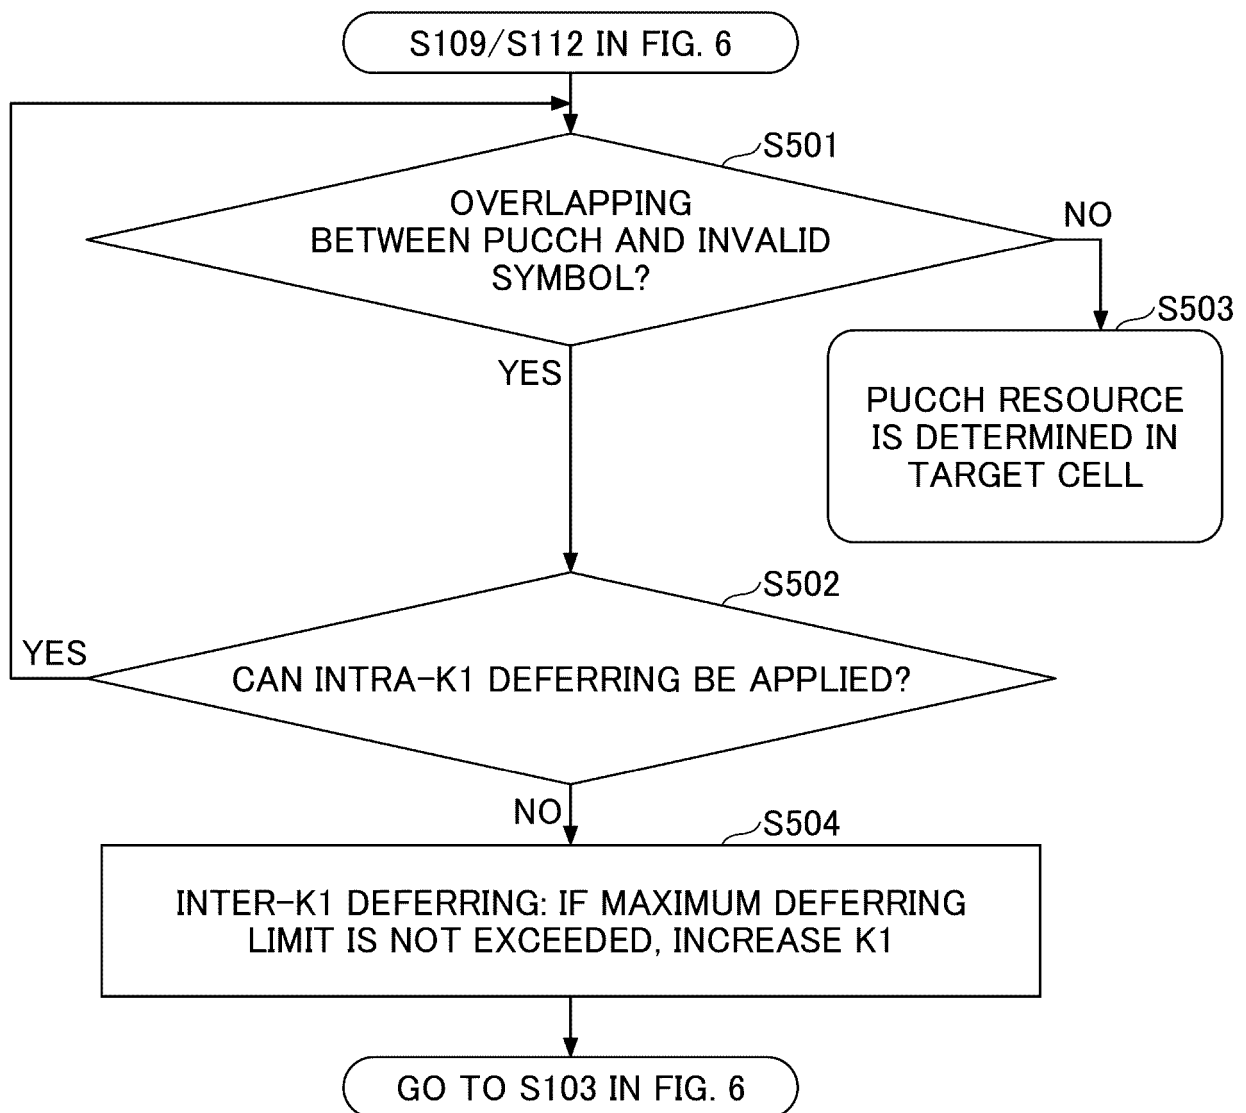 S109/S112 IN FIG. 6
S501
OVERLAPPING
BETWEEN PUCCH AND INVALID
SYMBOL?
NO
S503
PUCCH RESOURCE
IS DETERMINED IN
TARGET CELL
YES
S502
YES
CAN INTRA-K1 DEFERRING BE APPLIED?
NO
S504
INTER-K1 DEFERRING: IF MAXIMUM DEFERRING
LIMIT IS NOT EXCEEDED, INCREASE K1
GO TO S103 IN FIG. 6